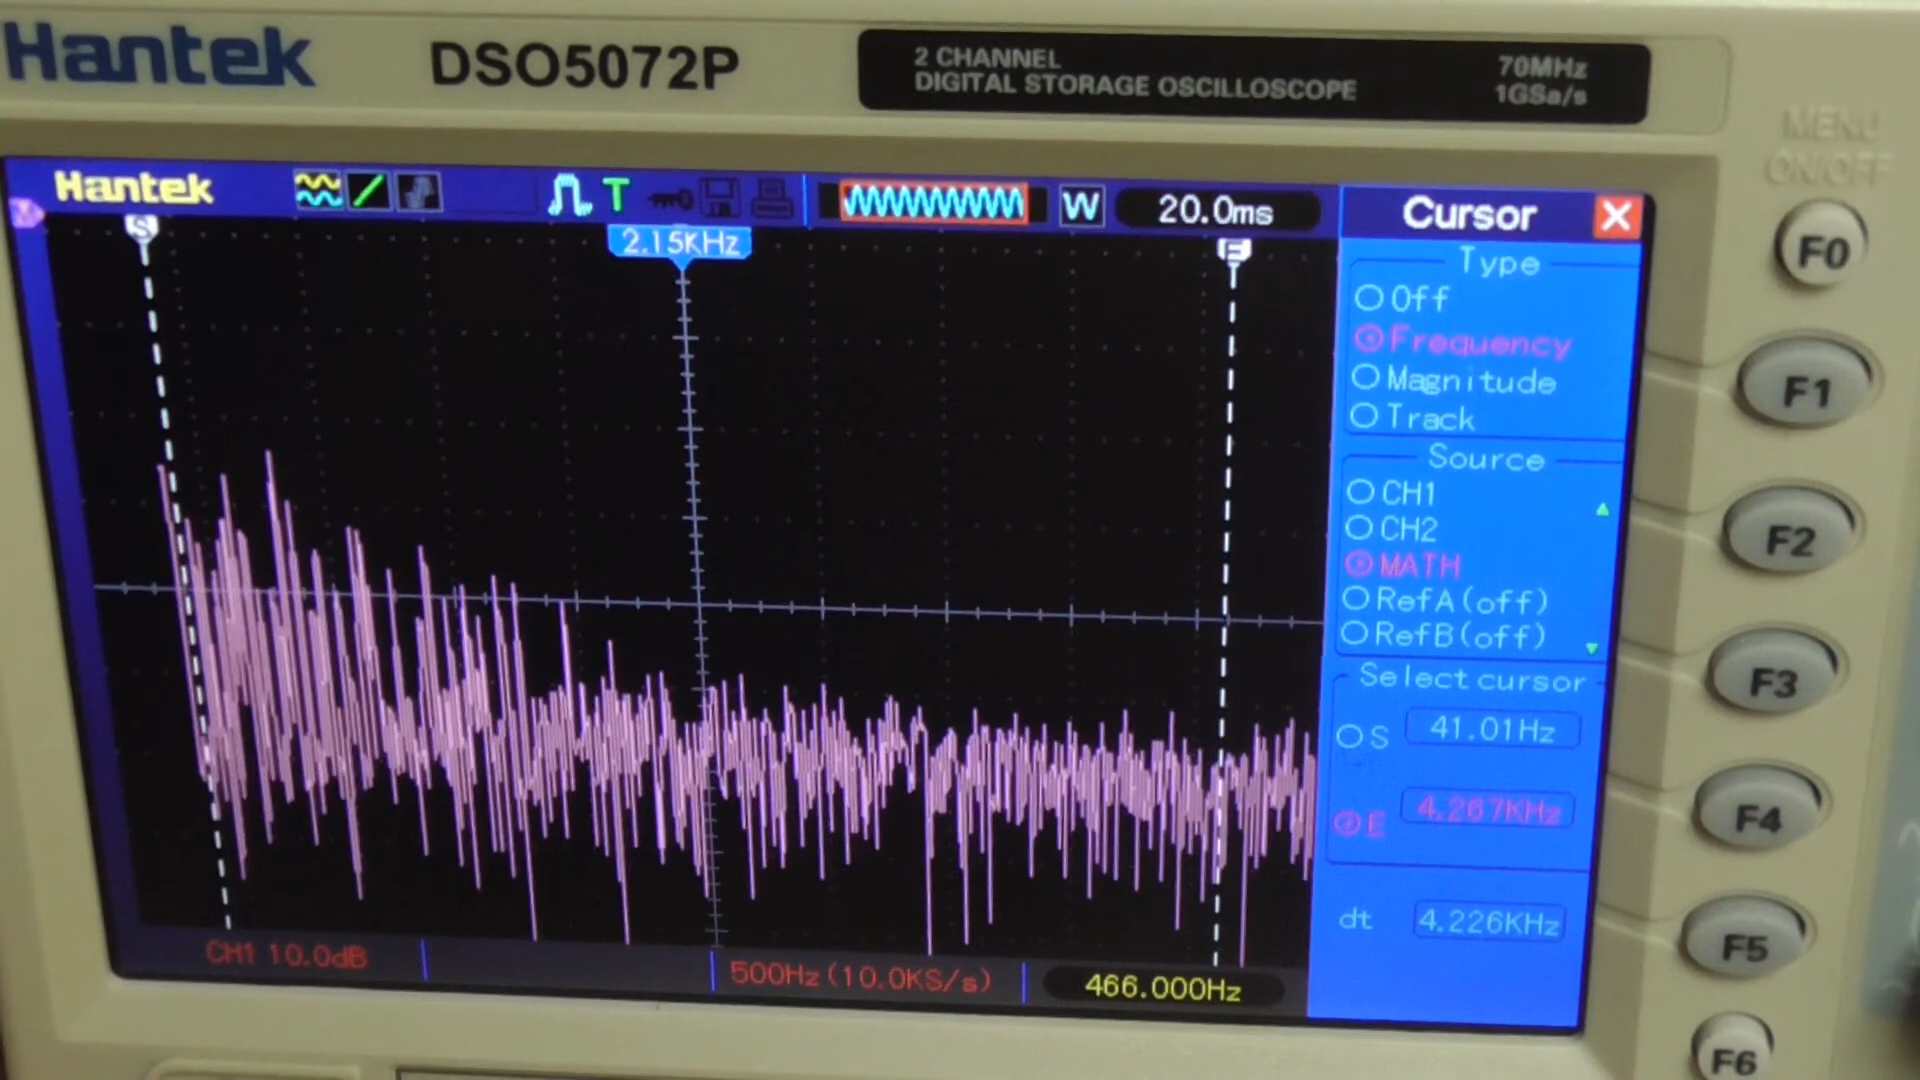 Hantek DSO5072P
2 CHANNEL
DIGITAL STORAGE OSCILLOSCOPE
70MHz
1GSa/s
MENU
ON/OFF
Hantek T W 20.0ms
M
S
2.15KHz
E
Cursor
Type
Off
Frequency
Magnitude
Track
Source
CH1
CH2
MATH
RefA(off)
RefB(off)
Select cursor
S 41.01Hz
E 4.267KHz
dt 4.226KHz
CH1 10.0dB
500Hz(10.0KS/s)
466.000Hz
F0
F1
F2
F3
F4
F5
F6